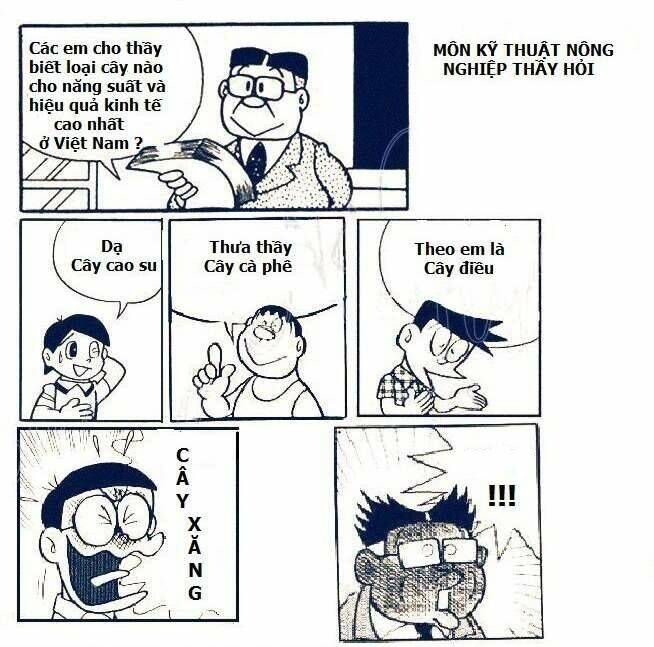 Các em cho thầy
biết loại cây nào
cho năng suất và
hiệu quả kinh tế
cao nhất
ở Việt Nam ?
MÔN KỸ THUẬT NÔNG
NGHIỆP THẦY HỎI
Dạ
Cây cao su
Thưa thầy
Cây cà phê
Theo em là
Cây điều
C
Â
Y
X
Ă
N
G
!!!